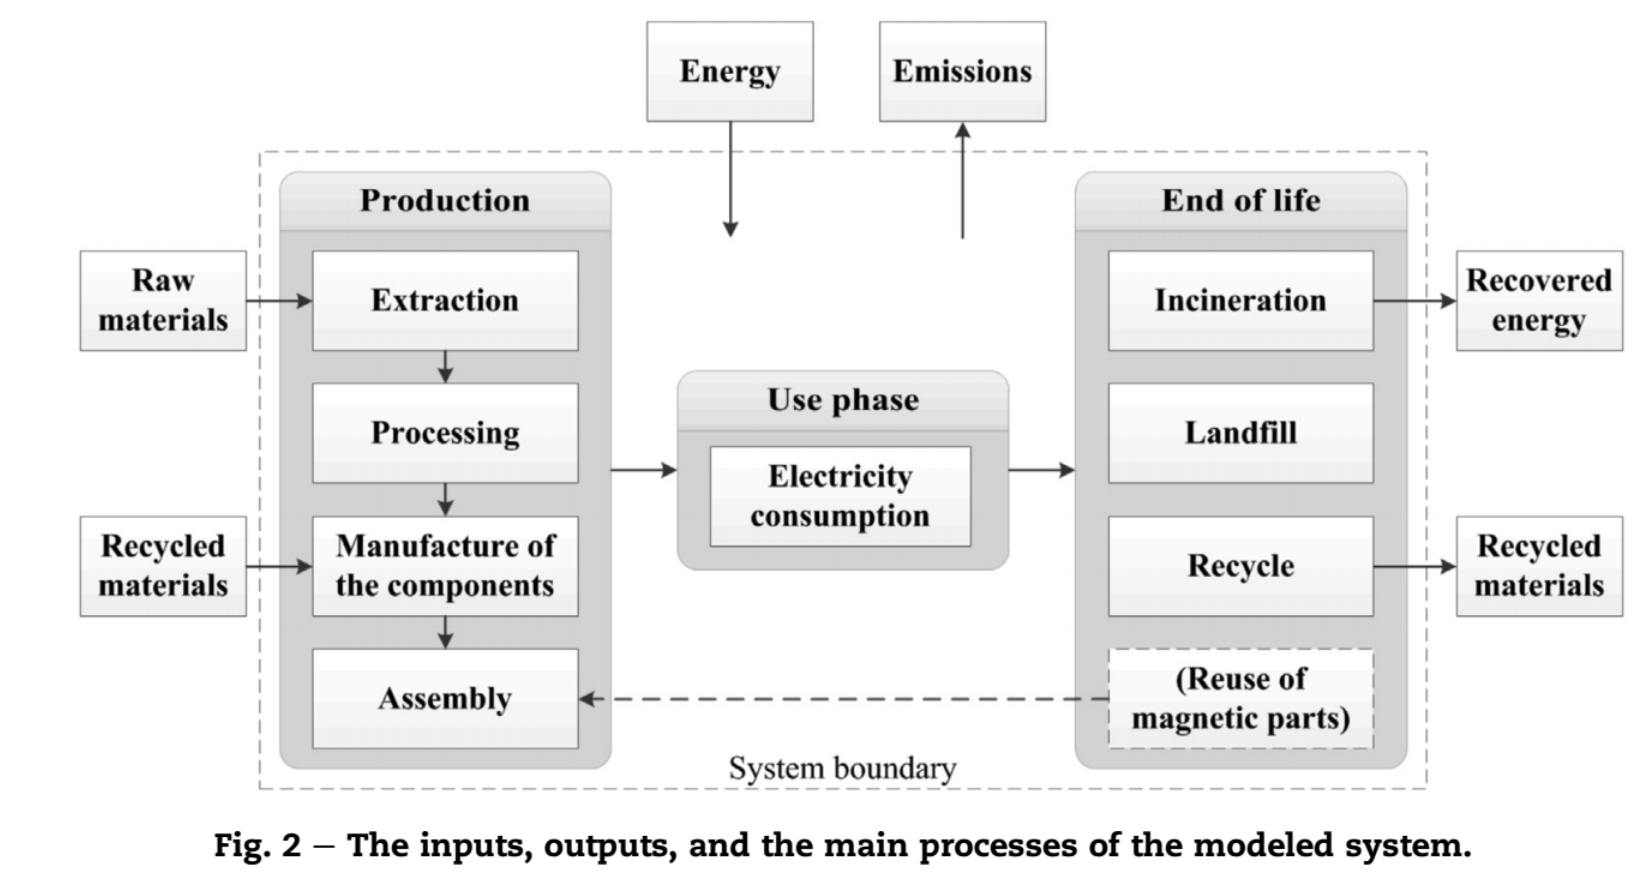 Energy
Emissions
Production
End of life
Raw
materials
Extraction
Incineration
Recovered
energy
Processing
Use phase
Landfill
Electricity
consumption
Recycled
materials
Manufacture of
the components
Recycle
Recycled
materials
Assembly
(Reuse of
magnetic parts)
System boundary
Fig. 2 – The inputs, outputs, and the main processes of the modeled system.